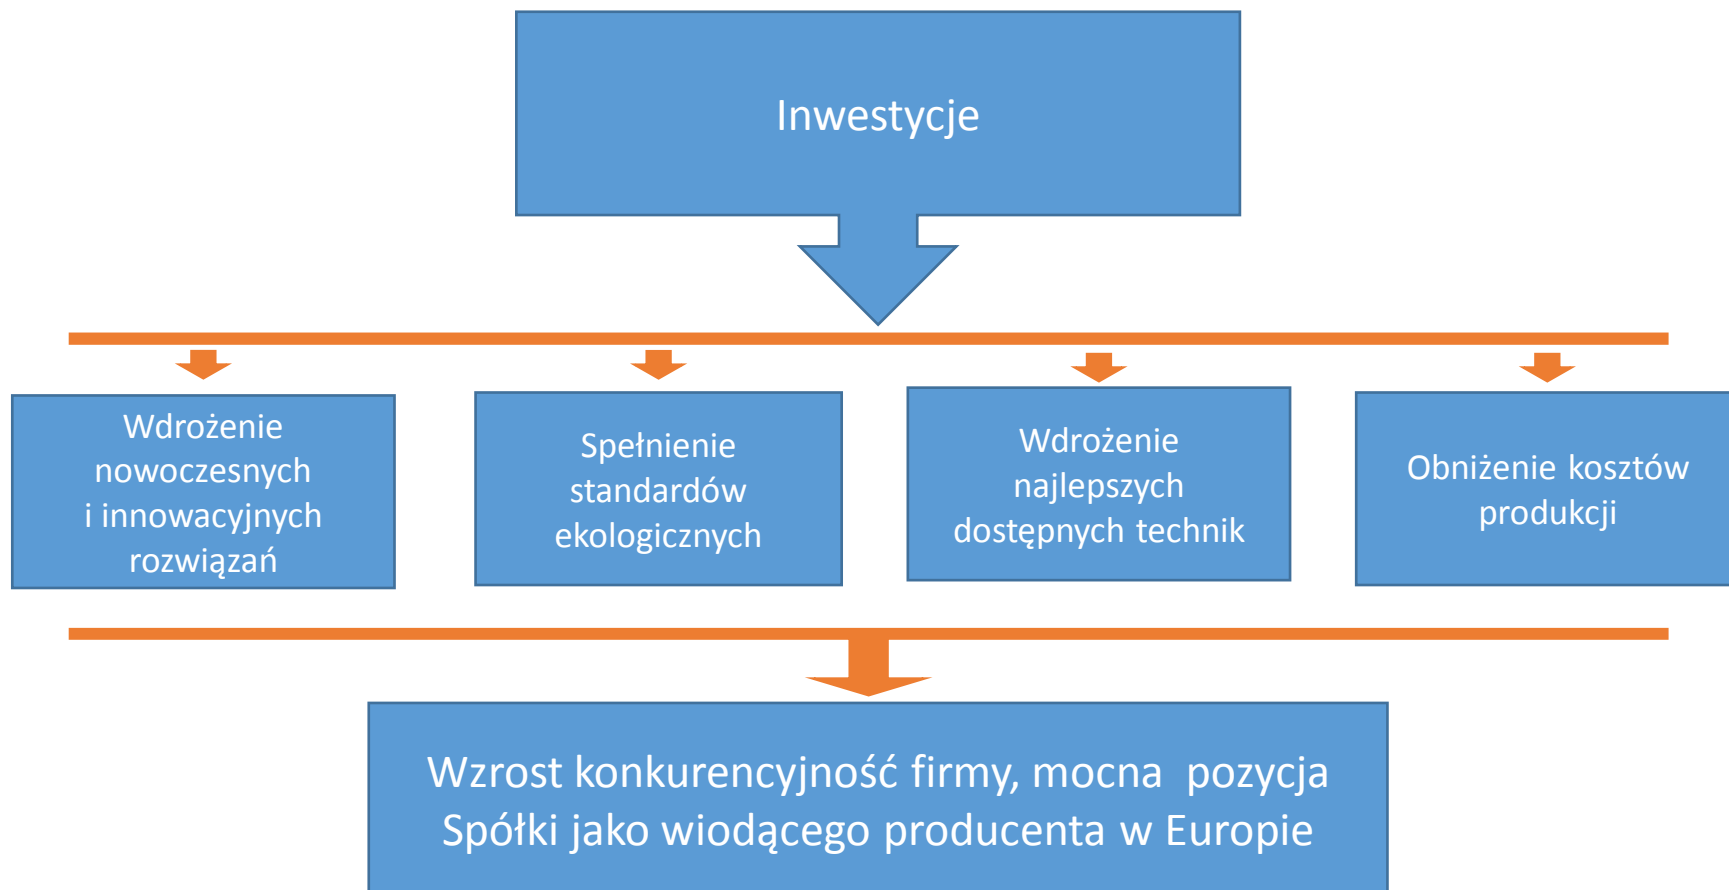 Inwestycje
Wdrożenie
nowoczesnych
i innowacyjnych
rozwiązań
Spełnienie
standardów
ekologicznych
Wdrożenie
najlepszych
dostępnych technik
Obniżenie kosztów
produkcji
Wzrost konkurencyjność firmy, mocna  pozycja
Spółki jako wiodącego producenta w Europie